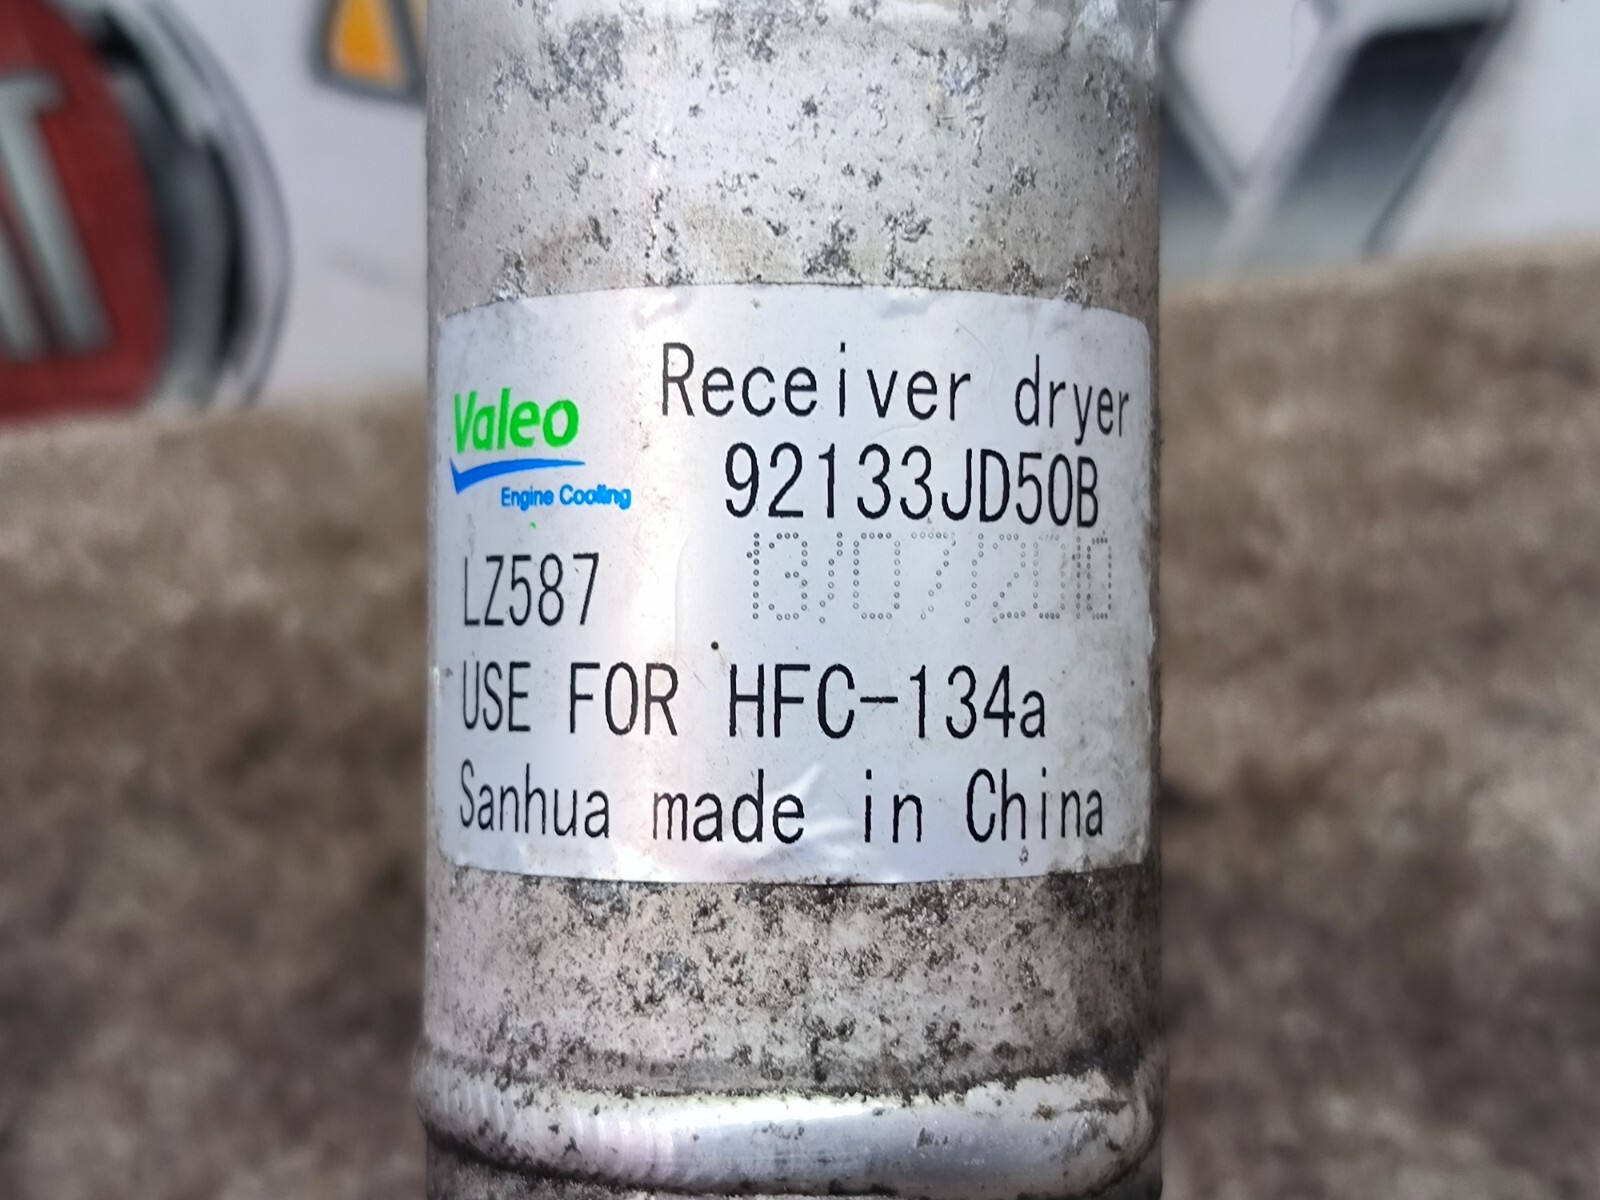 Valeo
Engine Cooling
Receiver dryer
92133JD50B
LZ587
13/07/2010
USE FOR HFC-134a
Sanhua made in China